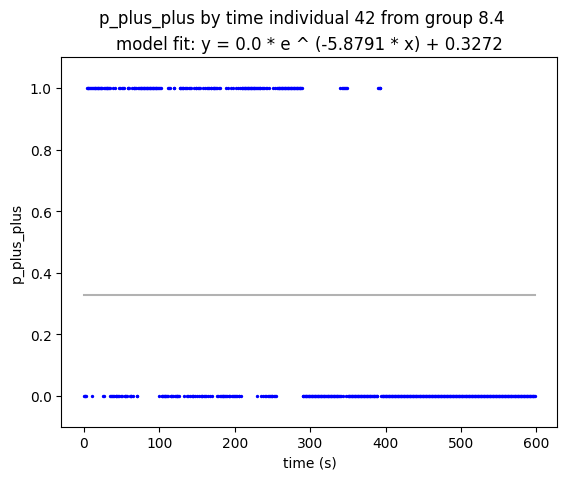 p_plus_plus by time individual 42 from group 8.4
model fit: y = 0.0 * e ^ (-5.8791 * x) + 0.3272
1.0
0.8
0.6
0.4
0.2
0.0
p_plus_plus
0 100 200 300 400 500 600
time (s)